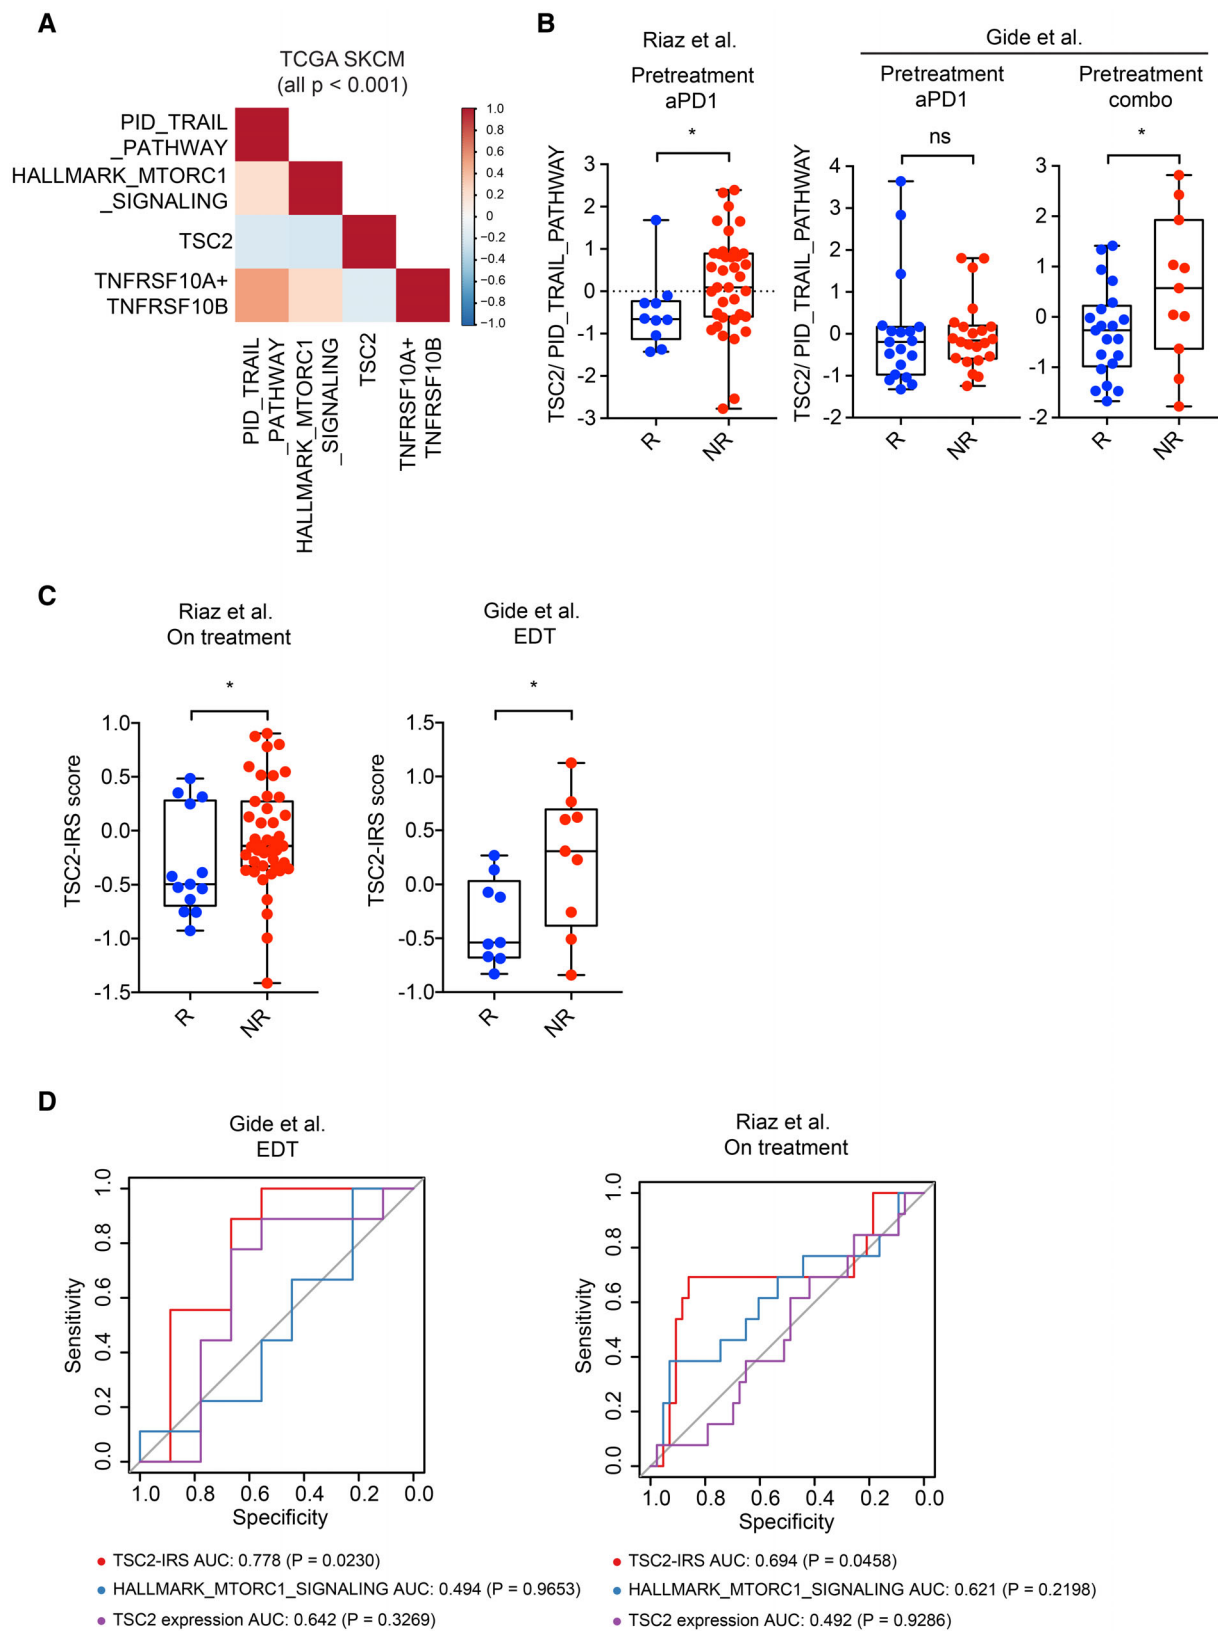 A
TCGA SKCM
(all p < 0.001)
PID_TRAIL
_PATHWAY
HALLMARK_MTORC1
_SIGNALING
TSC2
TNFRSF10A+
TNFRSF10B
1.0
0.8
0.6
0.4
0.2
0
−0.2
−0.4
−0.6
−0.8
−1.0
PID_TRAIL
_PATHWAY
HALLMARK_MTORC1
_SIGNALING
TSC2
TNFRSF10A+
TNFRSF10B
B
Riaz et al.
Pretreatment
aPD1
*
TSC2/ PID_TRAIL_PATHWAY
3
2
1
0
-1
-2
-3
R
NR
Gide et al.
Pretreatment
aPD1
ns
TSC2/ PID_TRAIL_PATHWAY
4
3
2
1
0
-1
-2
R
NR
Pretreatment
combo
*
3
2
1
0
-1
-2
R
NR
C
Riaz et al.
On treatment
*
TSC2-IRS score
1.0
0.5
0.0
-0.5
-1.0
-1.5
R
NR
Gide et al.
EDT
*
TSC2-IRS score
1.5
1.0
0.5
0.0
-0.5
-1.0
R
NR
D
Gide et al.
EDT
Sensitivity
1.0
0.8
0.6
0.4
0.2
0.0
1.0 0.8 0.6 0.4 0.2 0.0
Specificity
TSC2-IRS AUC: 0.778 (P = 0.0230)
HALLMARK_MTORC1_SIGNALING AUC: 0.494 (P = 0.9653)
TSC2 expression AUC: 0.642 (P = 0.3269)
Riaz et al.
On treatment
Sensitivity
1.0
0.8
0.6
0.4
0.2
0.0
1.0 0.8 0.6 0.4 0.2 0.0
Specificity
TSC2-IRS AUC: 0.694 (P = 0.0458)
HALLMARK_MTORC1_SIGNALING AUC: 0.621 (P = 0.2198)
TSC2 expression AUC: 0.492 (P = 0.9286)